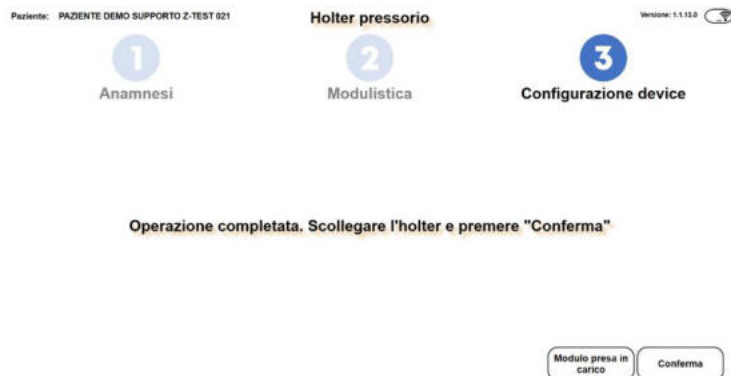 Paziente: PAZIENTE DEMO SUPPORTO Z-TEST 021
Holter pressorio
Versione: 1.1.13.0
1
2
3
Anamnesi
Modulistica
Configurazione device
Operazione completata. Scollegare l'holter e premere "Conferma"
Modulo presa in
carico
Conferma